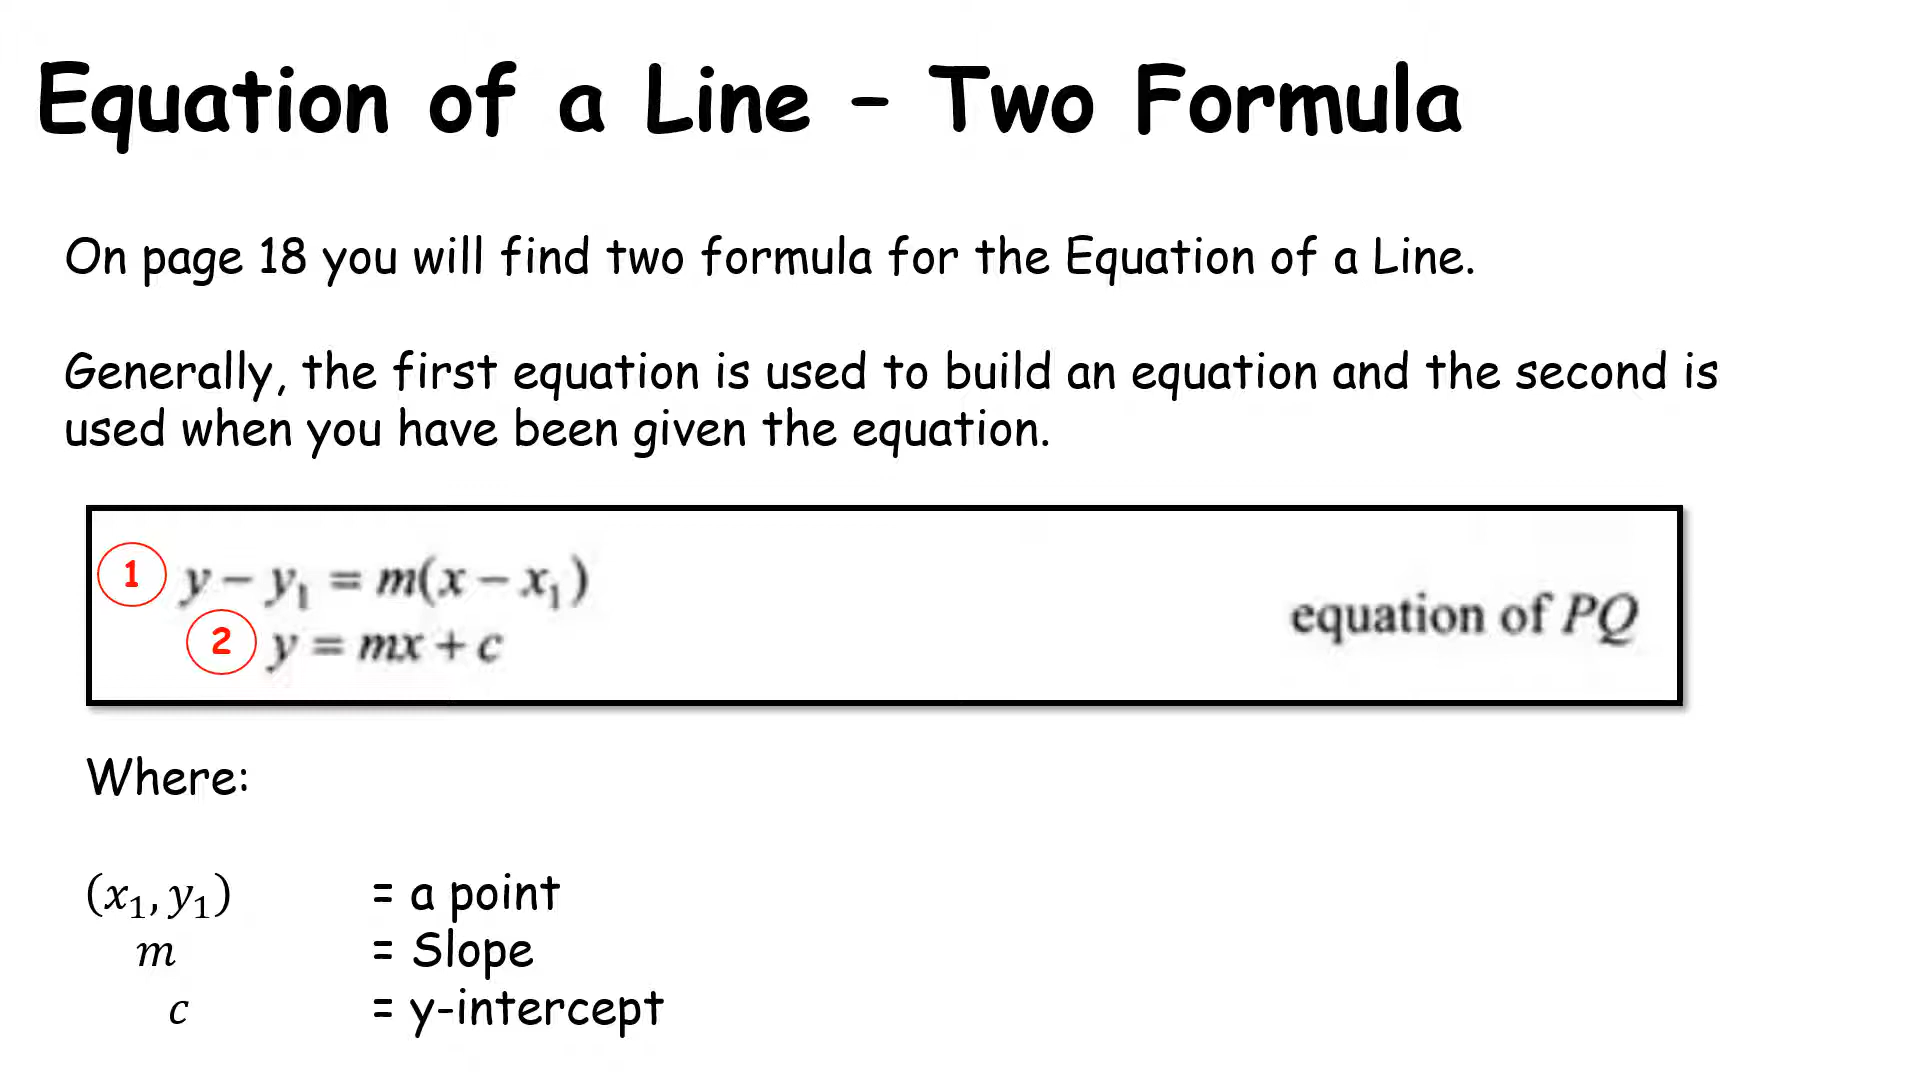 Equation of a Line – Two Formula
On page 18 you will find two formula for the Equation of a Line.
Generally, the first equation is used to build an equation and the second is
used when you have been given the equation.
1 y − y₁ = m(x − x₁)
2 y = mx + c
equation of PQ
Where:
(x₁, y₁) = a point
m = Slope
c = y-intercept